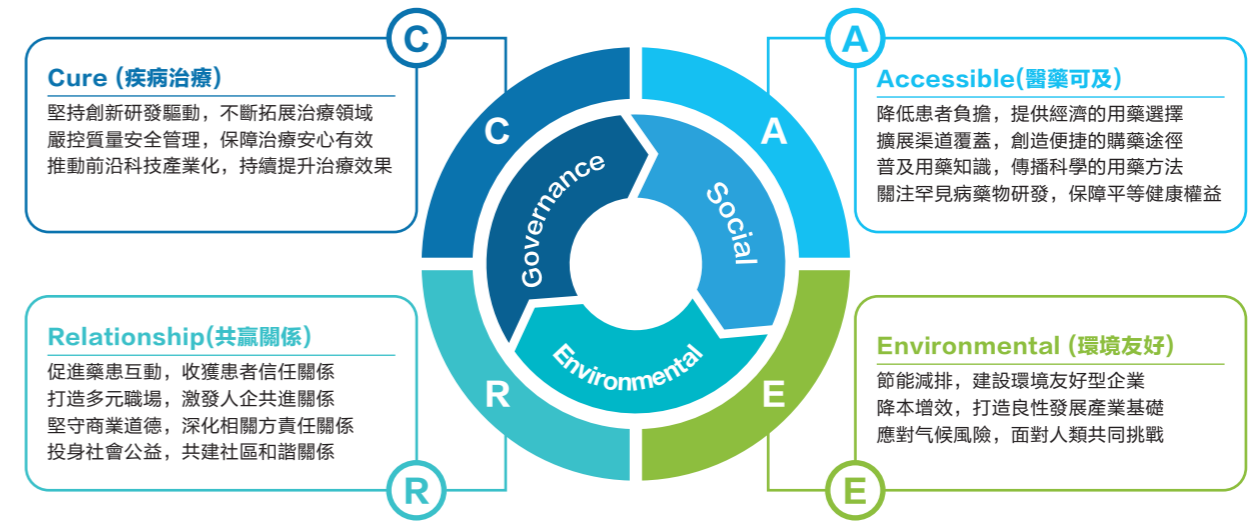 C
Cure (疾病治療)
堅持創新研發驅動，不斷拓展治療領域
嚴控質量安全管理，保障治療安心有效
推動前沿科技產業化，持續提升治療效果
A
Accessible(醫藥可及)
降低患者負擔，提供經濟的用藥選擇
擴展渠道覆蓋，創造便捷的購藥途徑
普及用藥知識，傳播科學的用藥方法
關注罕見病藥物研發，保障平等健康權益
C
A
Governance
Social
Environmental
R
E
Relationship(共贏關係)
促進藥患互動，收獲患者信任關係
打造多元職場，激發人企共進關係
堅守商業道德，深化相關方責任關係
投身社會公益，共建社區和諧關係
R
Environmental (環境友好)
節能減排，建設環境友好型企業
降本增效，打造良性發展產業基礎
應對气候風險，面對人類共同挑戰
E